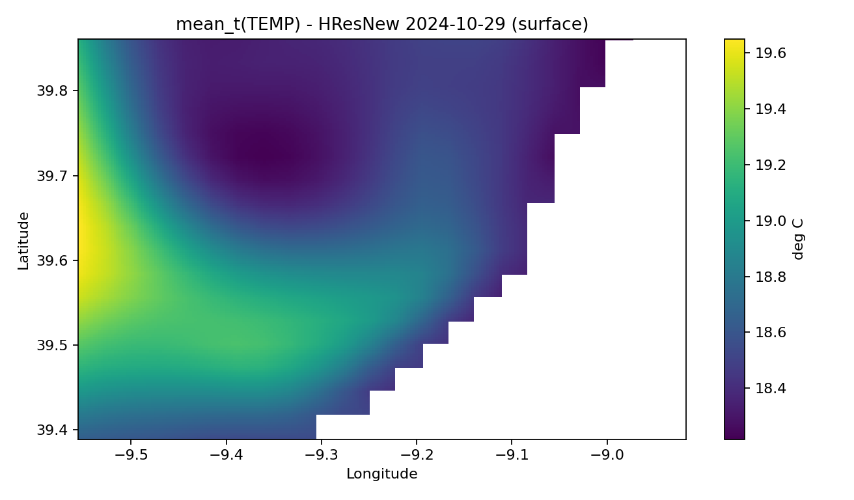 mean_t(TEMP) - HResNew 2024-10-29 (surface)
Latitude
39.8
39.7
39.6
39.5
39.4
−9.5 −9.4 −9.3 −9.2 −9.1 −9.0
Longitude
19.6
19.4
19.2
19.0
18.8
18.6
18.4
deg C